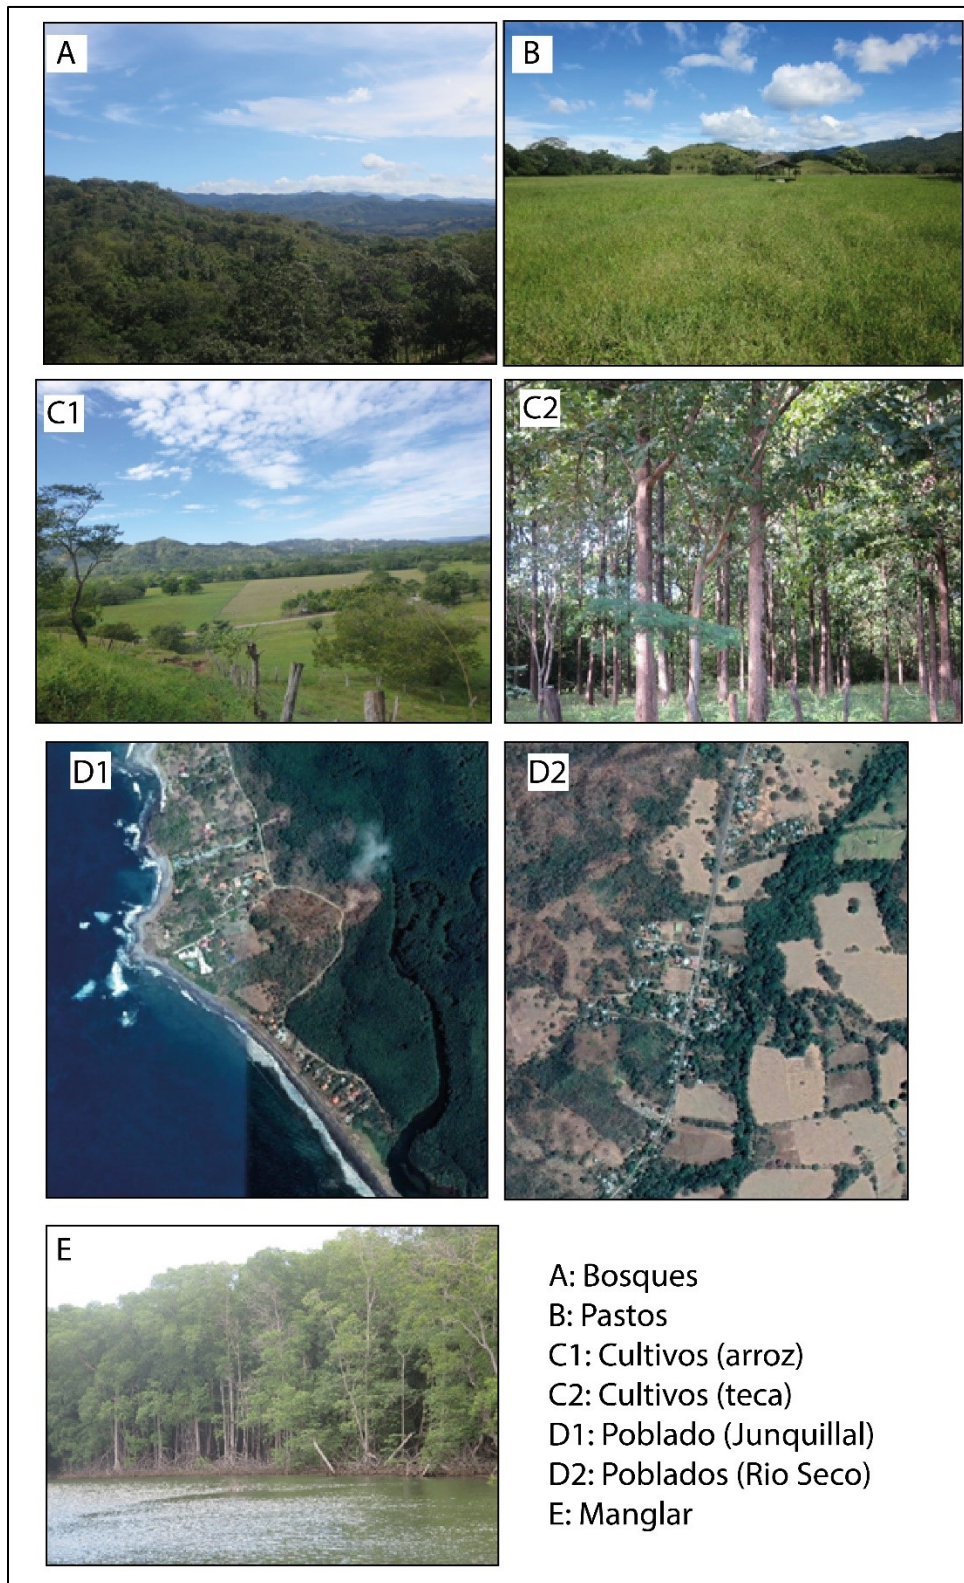 A
B
C1
C2
D1
D2
E
A: Bosques
B: Pastos
C1: Cultivos (arroz)
C2: Cultivos (teca)
D1: Poblado (Junquillal)
D2: Poblados (Rio Seco)
E: Manglar